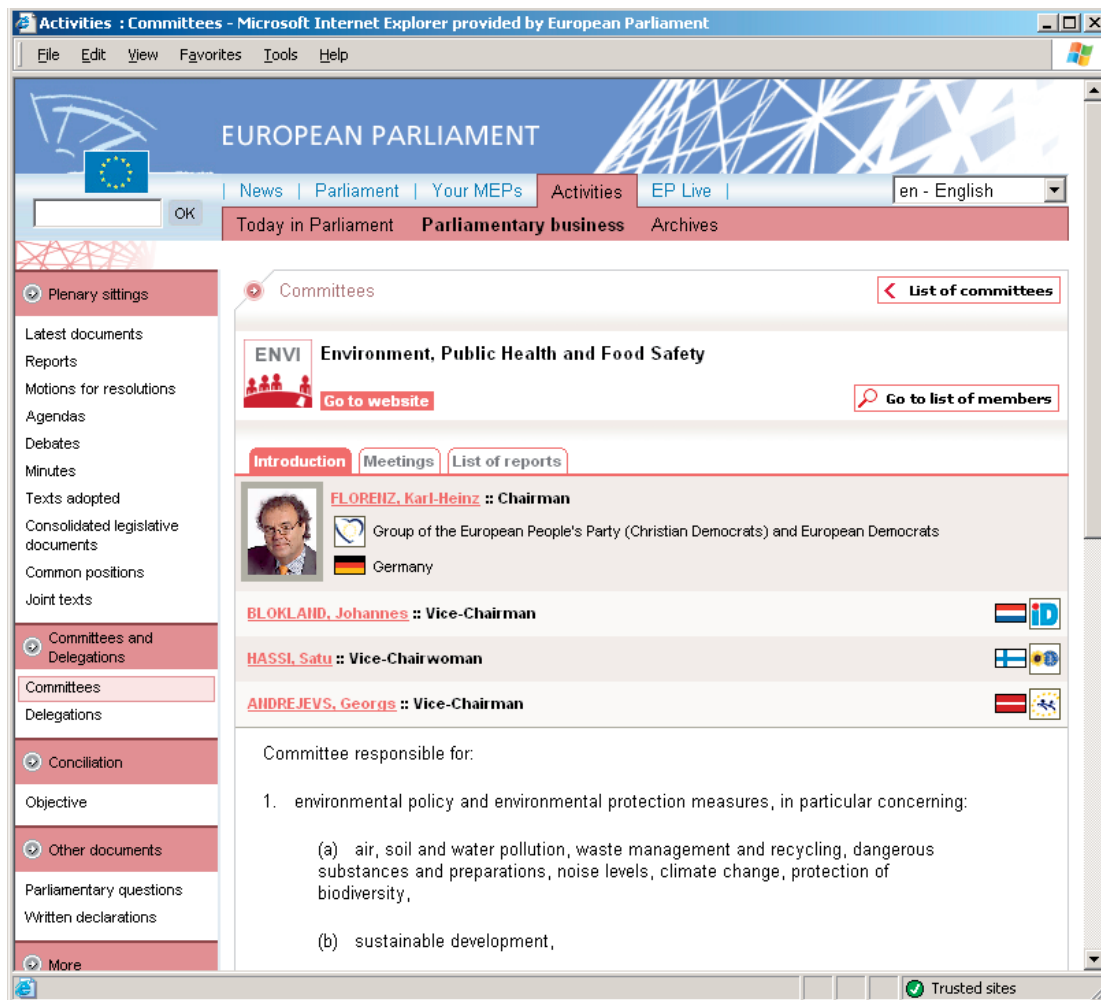 Activities : Committees - Microsoft Internet Explorer provided by European Parliament
File Edit View Favorites Tools Help
EUROPEAN PARLIAMENT
| News | Parliament | Your MEPs Activities EP Live |
en - English
OK
Today in Parliament Parliamentary business Archives
Plenary sittings
Latest documents
Reports
Motions for resolutions
Agendas
Debates
Minutes
Texts adopted
Consolidated legislative
documents
Common positions
Joint texts
Committees and
Delegations
Committees
Delegations
Conciliation
Objective
Other documents
Parliamentary questions
Written declarations
More
Committees
List of committees
ENVI
Environment, Public Health and Food Safety
Go to website
Go to list of members
Introduction Meetings List of reports
FLORENZ, Karl-Heinz :: Chairman
Group of the European People's Party (Christian Democrats) and European Democrats
Germany
BLOKLAND, Johannes :: Vice-Chairman
iD
HASSI, Satu :: Vice-Chairwoman
ANDREJEVS, Georgs :: Vice-Chairman
Committee responsible for:
1. environmental policy and environmental protection measures, in particular concerning:
(a) air, soil and water pollution, waste management and recycling, dangerous
substances and preparations, noise levels, climate change, protection of
biodiversity,
(b) sustainable development,
Trusted sites